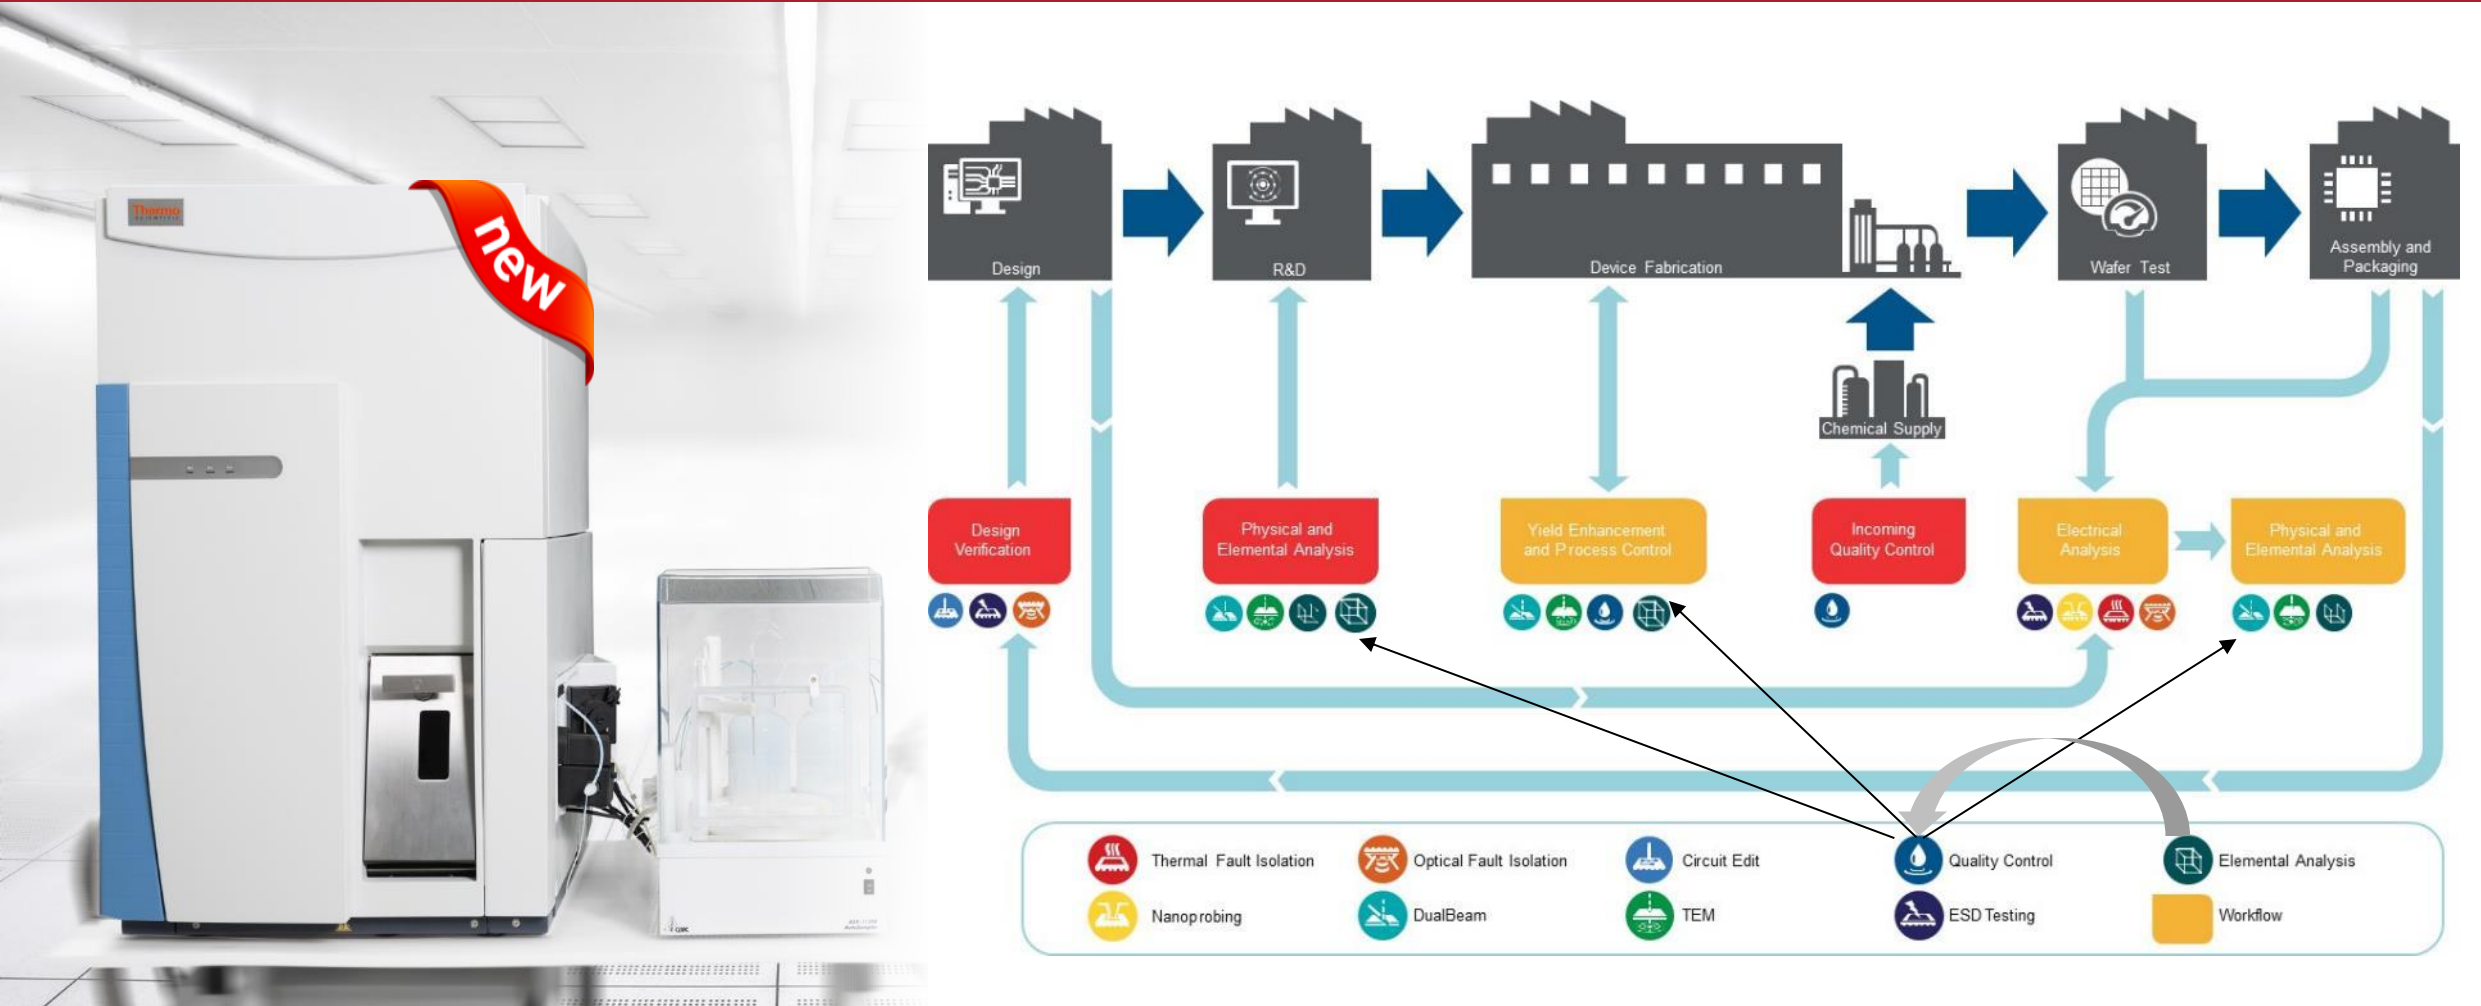 Thermo
SCIENTIFIC
new
Design
R&D
Device Fabrication
Wafer Test
Assembly and
Packaging
Chemical Supply
Design
Verification
Physical and
Elemental Analysis
Yield Enhancement
and Process Control
Incoming
Quality Control
Electrical
Analysis
Physical and
Elemental Analysis
Thermal Fault Isolation
Optical Fault Isolation
Circuit Edit
Quality Control
Elemental Analysis
Nanoprobing
DualBeam
TEM
ESD Testing
Workflow